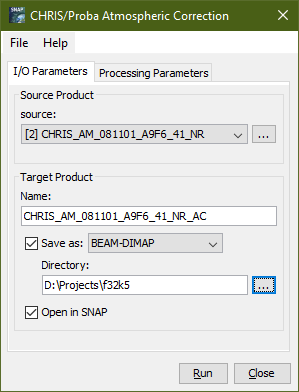 SNAP
CHRIS/Proba Atmospheric Correction
File Help
I/O Parameters Processing Parameters
Source Product
source:
[2] CHRIS_AM_081101_A9F6_41_NR
...
Target Product
Name:
CHRIS_AM_081101_A9F6_41_NR_AC
Save as: BEAM-DIMAP
Directory:
D:\Projects\f32k5
...
Open in SNAP
Run Close